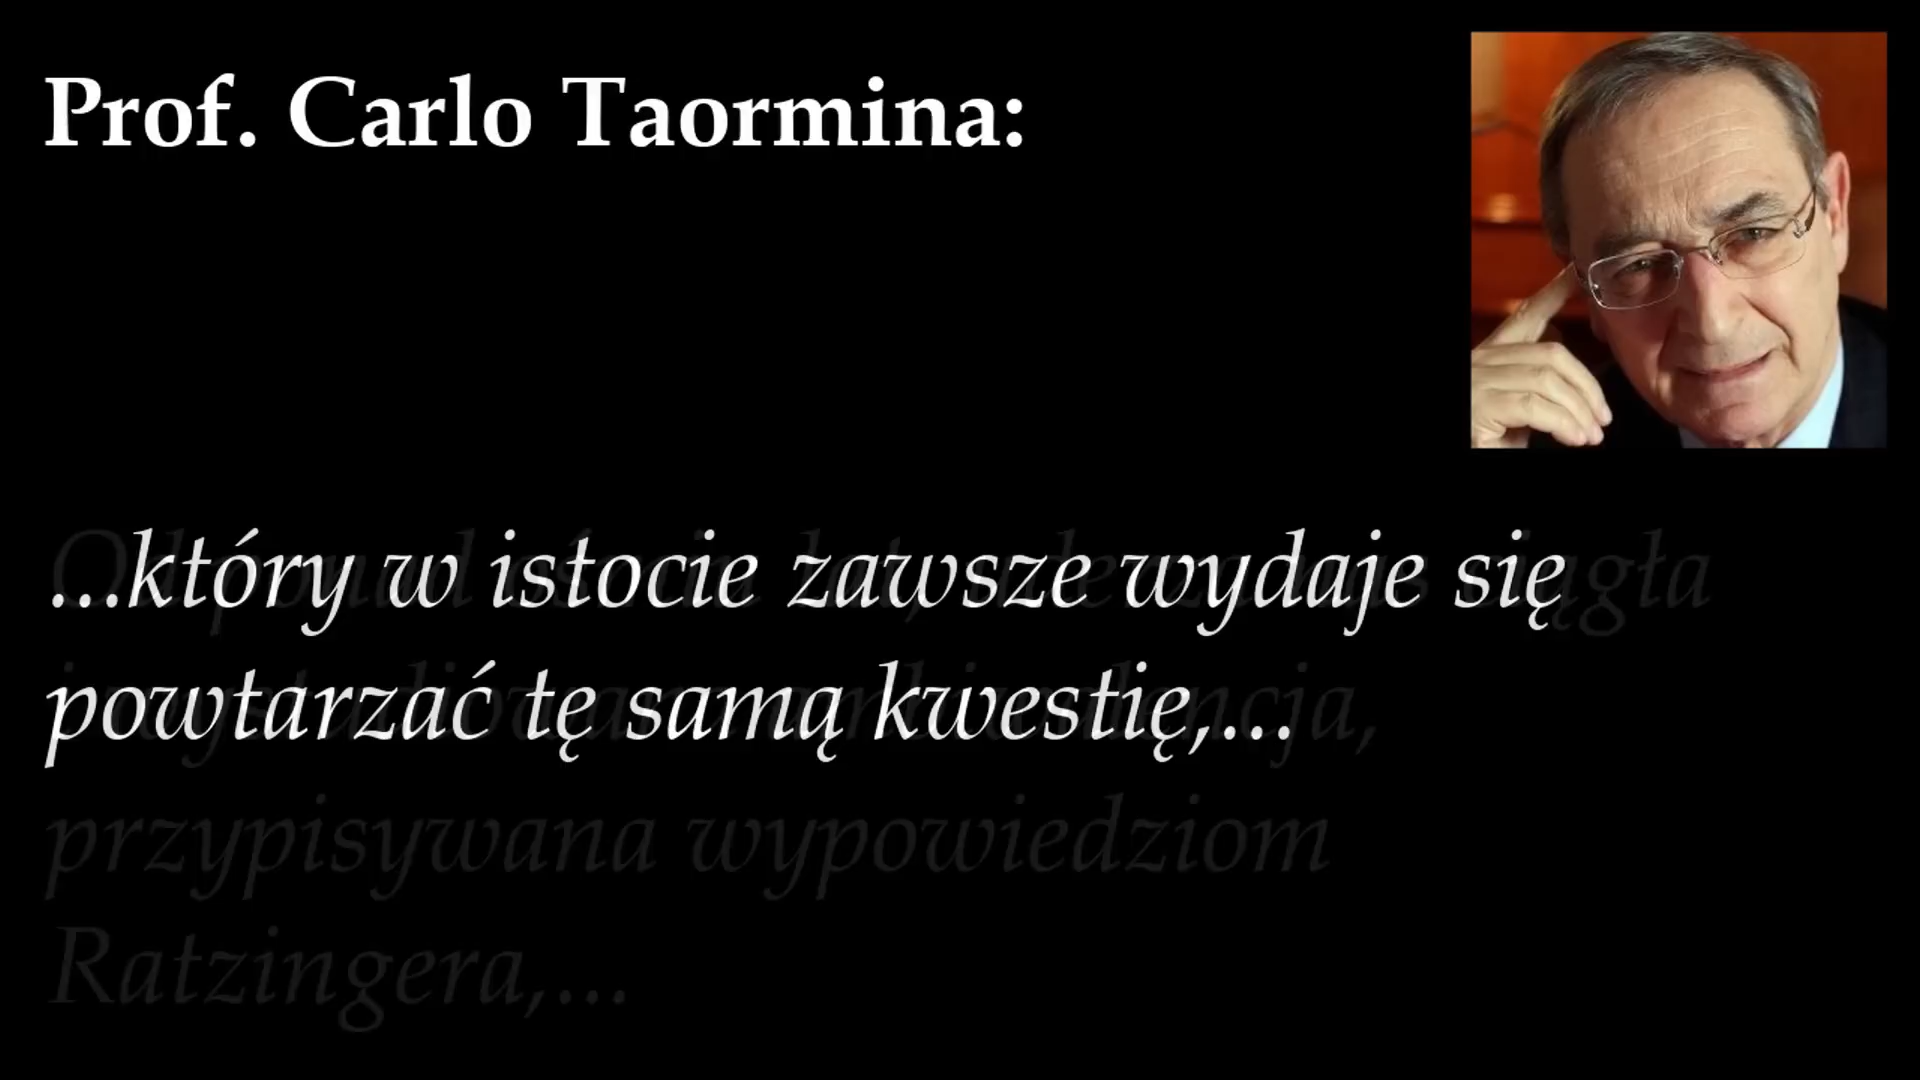 Prof. Carlo Taormina:
...który w istocie zawsze wydaje się
powtarzać tę samą kwestię,...
przypisywana wypowiedziom
Ratzingera,...